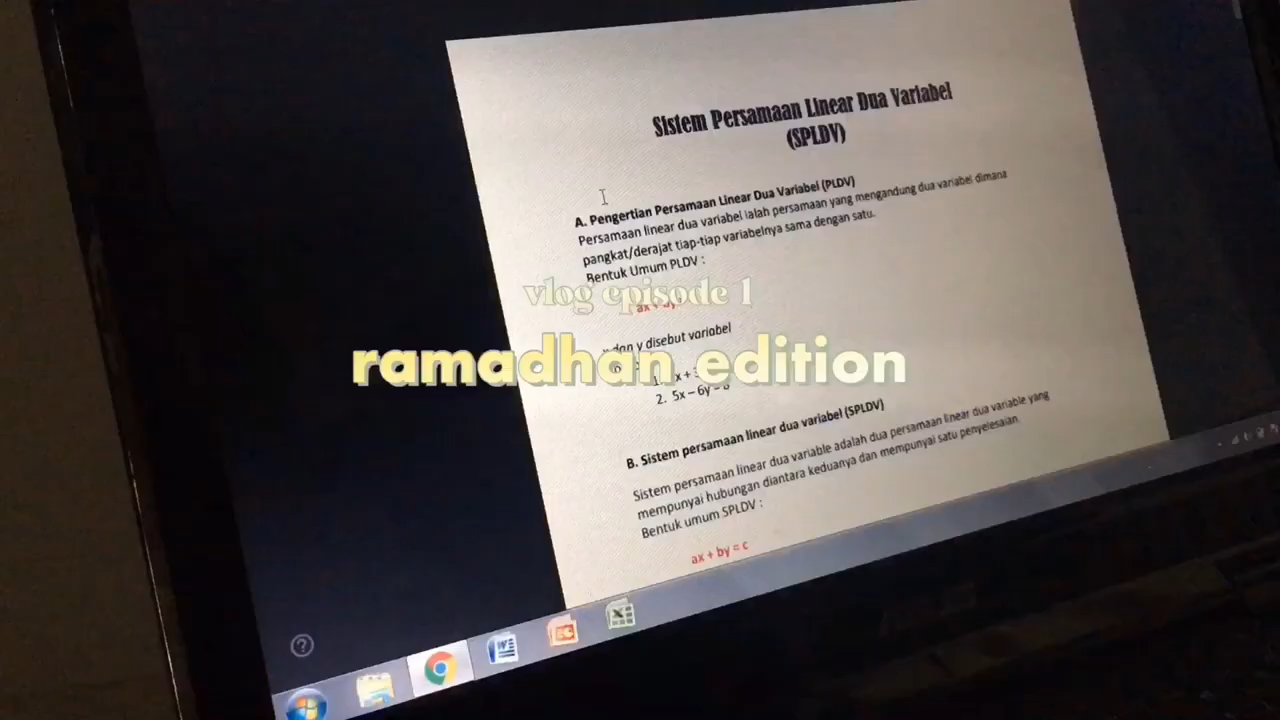 Sistem Persamaan Linear Dua Variabel
(SPLDV)
A. Pengertian Persamaan Linear Dua Variabel (PLDV)
Persamaan linear dua variabel ialah persamaan yang mengandung dua variabel dimana
pangkat/derajat tiap-tiap variabelnya sama dengan satu.
Bentuk Umum PLDV :
vlog episode 1
ax +
dan y disebut variabel
ramadhan edition
1.
2. 5x – 6y =
B. Sistem persamaan linear dua variabel (SPLDV)
Sistem persamaan linear dua variable adalah dua persamaan linear dua variable yang
mempunyai hubungan diantara keduanya dan mempunyai satu penyelesaian.
Bentuk umum SPLDV :
ax + by = c